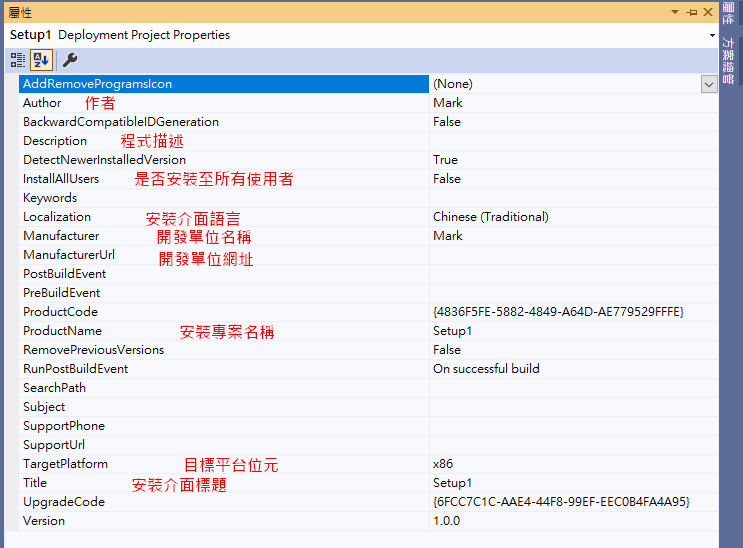 屬性
Setup1 Deployment Project Properties
AddRemoveProgramsIcon (None)
Author 作者 Mark
BackwardCompatibleIDGeneration False
Description 程式描述
DetectNewerInstalledVersion True
InstallAllUsers 是否安裝至所有使用者 False
Keywords
Localization 安裝介面語言 Chinese (Traditional)
Manufacturer 開發單位名稱 Mark
ManufacturerUrl 開發單位網址
PostBuildEvent
PreBuildEvent
ProductCode {4836F5FE-5882-4849-A64D-AE779529FFFE}
ProductName 安裝專案名稱 Setup1
RemovePreviousVersions False
RunPostBuildEvent On successful build
SearchPath
Subject
SupportPhone
SupportUrl
TargetPlatform 目標平台位元 x86
Title 安裝介面標題 Setup1
UpgradeCode {6FCC7C1C-AAE4-44F8-99EF-EEC0B4FA4A95}
Version 1.0.0
屬性
方案總管